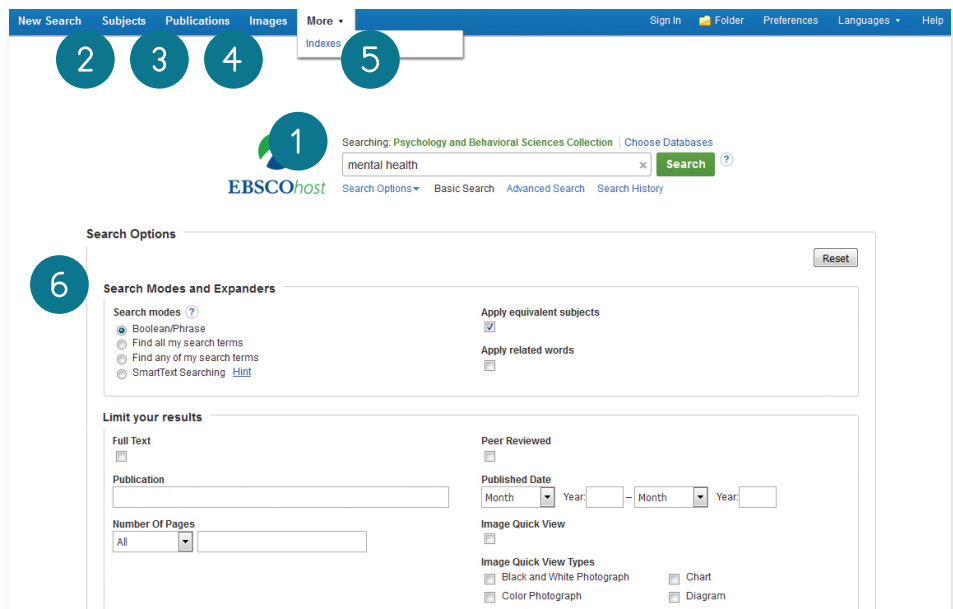 New Search Subjects Publications Images More Sign In Folder Preferences Languages Help
Indexes
2 3 4 5
1
Searching: Psychology and Behavioral Sciences Collection Choose Databases
mental health × Search ?
EBSCOhost Search Options Basic Search Advanced Search Search History
Search Options
Reset
6
Search Modes and Expanders
Search modes ? Apply equivalent subjects
Boolean/Phrase
Find all my search terms
Find any of my search terms Apply related words
SmartText Searching Hint
Limit your results
Full Text Peer Reviewed
Publication Published Date
Month Year: – Month Year:
Number Of Pages Image Quick View
All
Image Quick View Types
Black and White Photograph Chart
Color Photograph Diagram